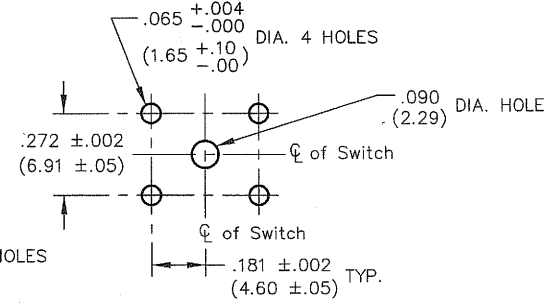 .065 +.004 -.000 DIA. 4 HOLES
(1.65 +.10 -.00)
.090 DIA. HOLE
(2.29)
.272 ±.002
(6.91 ±.05)
℄ of Switch
℄ of Switch
.181 ±.002 TYP.
(4.60 ±.05)